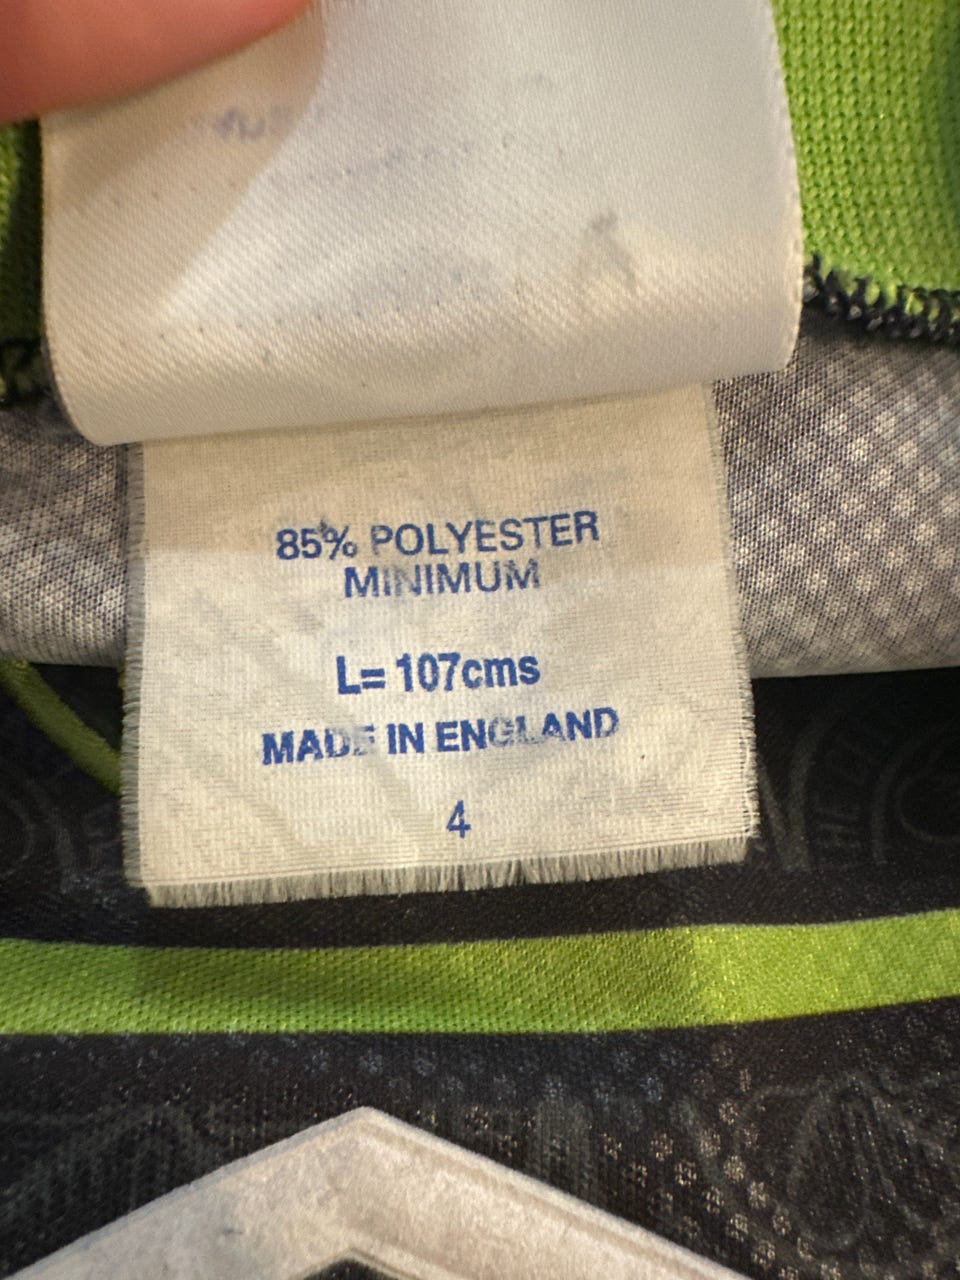 85% POLYESTER
MINIMUM
L= 107cms
MADE IN ENGLAND
4